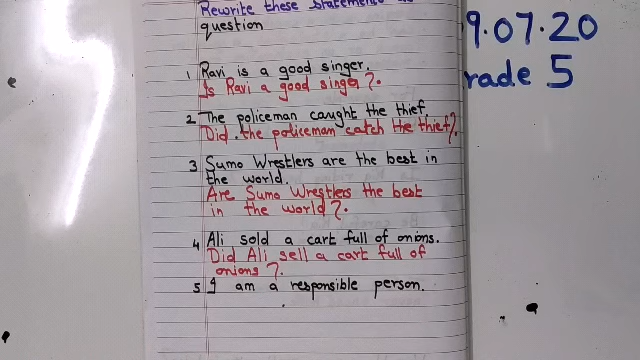 Rewrite these statements as
question
1 Ravi is a good singer.
Is Ravi a good singer?.
2 The policeman caught the thief
Did the policeman catch the thief?.
3 Sumo Wrestlers are the best in
the world.
Are Sumo Wrestlers the best
in the world?.
4 Ali sold a cart full of onions.
Did Ali sell a cart full of
onions?.
5 I am a responsible person.
9.07.20
rade 5